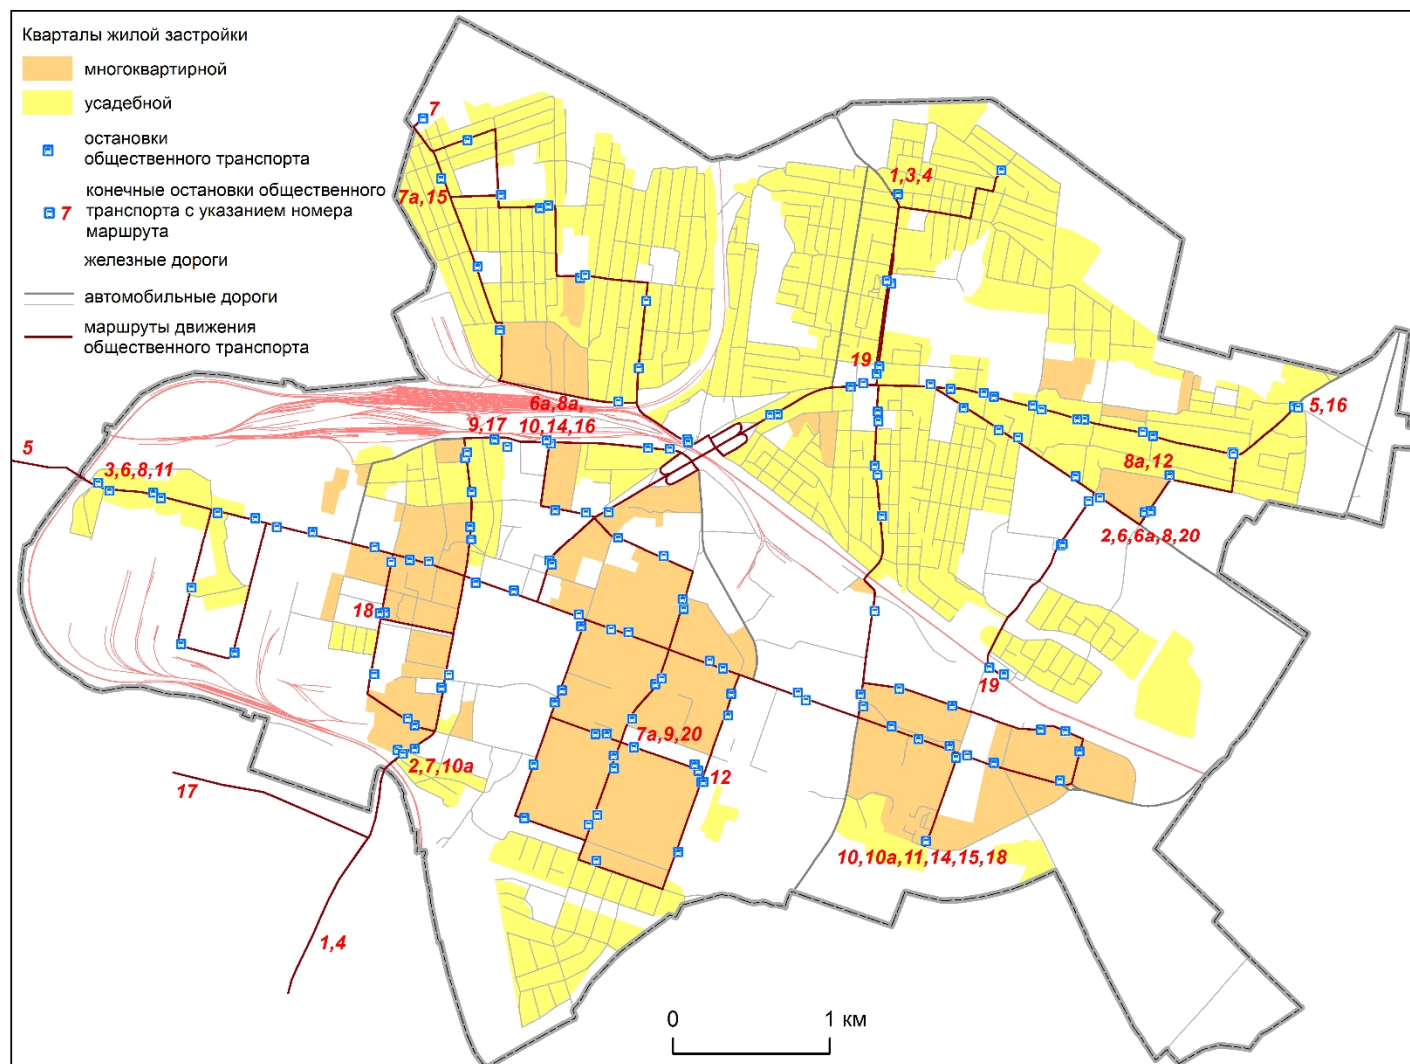 Кварталы жилой застройки
многоквартирной
усадебной
остановки
общественного транспорта
7
конечные остановки общественного
транспорта с указанием номера
маршрута
железные дороги
автомобильные дороги
маршруты движения
общественного транспорта
7
7а,15
1,3,4
19
6а,8а,
10,14,16
9,17
5,16
5
3,6,8,11
8а,12
2,6,6а,8,20
18
19
7а,9,20
2,7,10а
12
17
10,10а,11,14,15,18
1,4
0 1 км